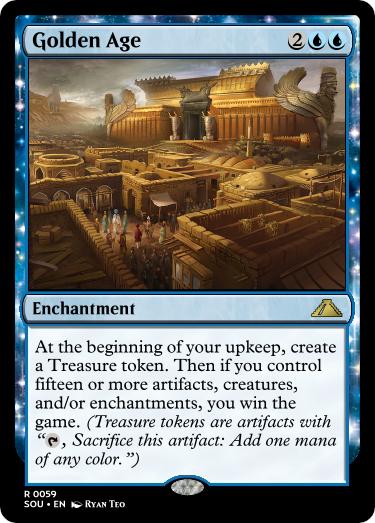 Golden Age 2
Enchantment
At the beginning of your upkeep, create
a Treasure token. Then if you control
fifteen or more artifacts, creatures,
and/or enchantments, you win the
game. (Treasure tokens are artifacts with
“, Sacrifice this artifact: Add one mana
of any color.”)
R 0059
SOU • EN Ryan Teo